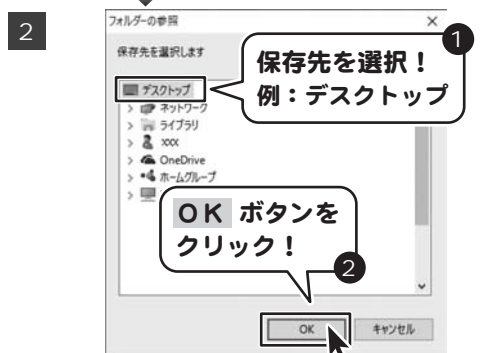 2
フォルダーの参照
×
保存先を選択します
1
保存先を選択！
例：デスクトップ
デスクトップ
ネットワーク
ライブラリ
xxx
OneDrive
ホームグループ
OK ボタンを
クリック！
2
OK
キャンセル